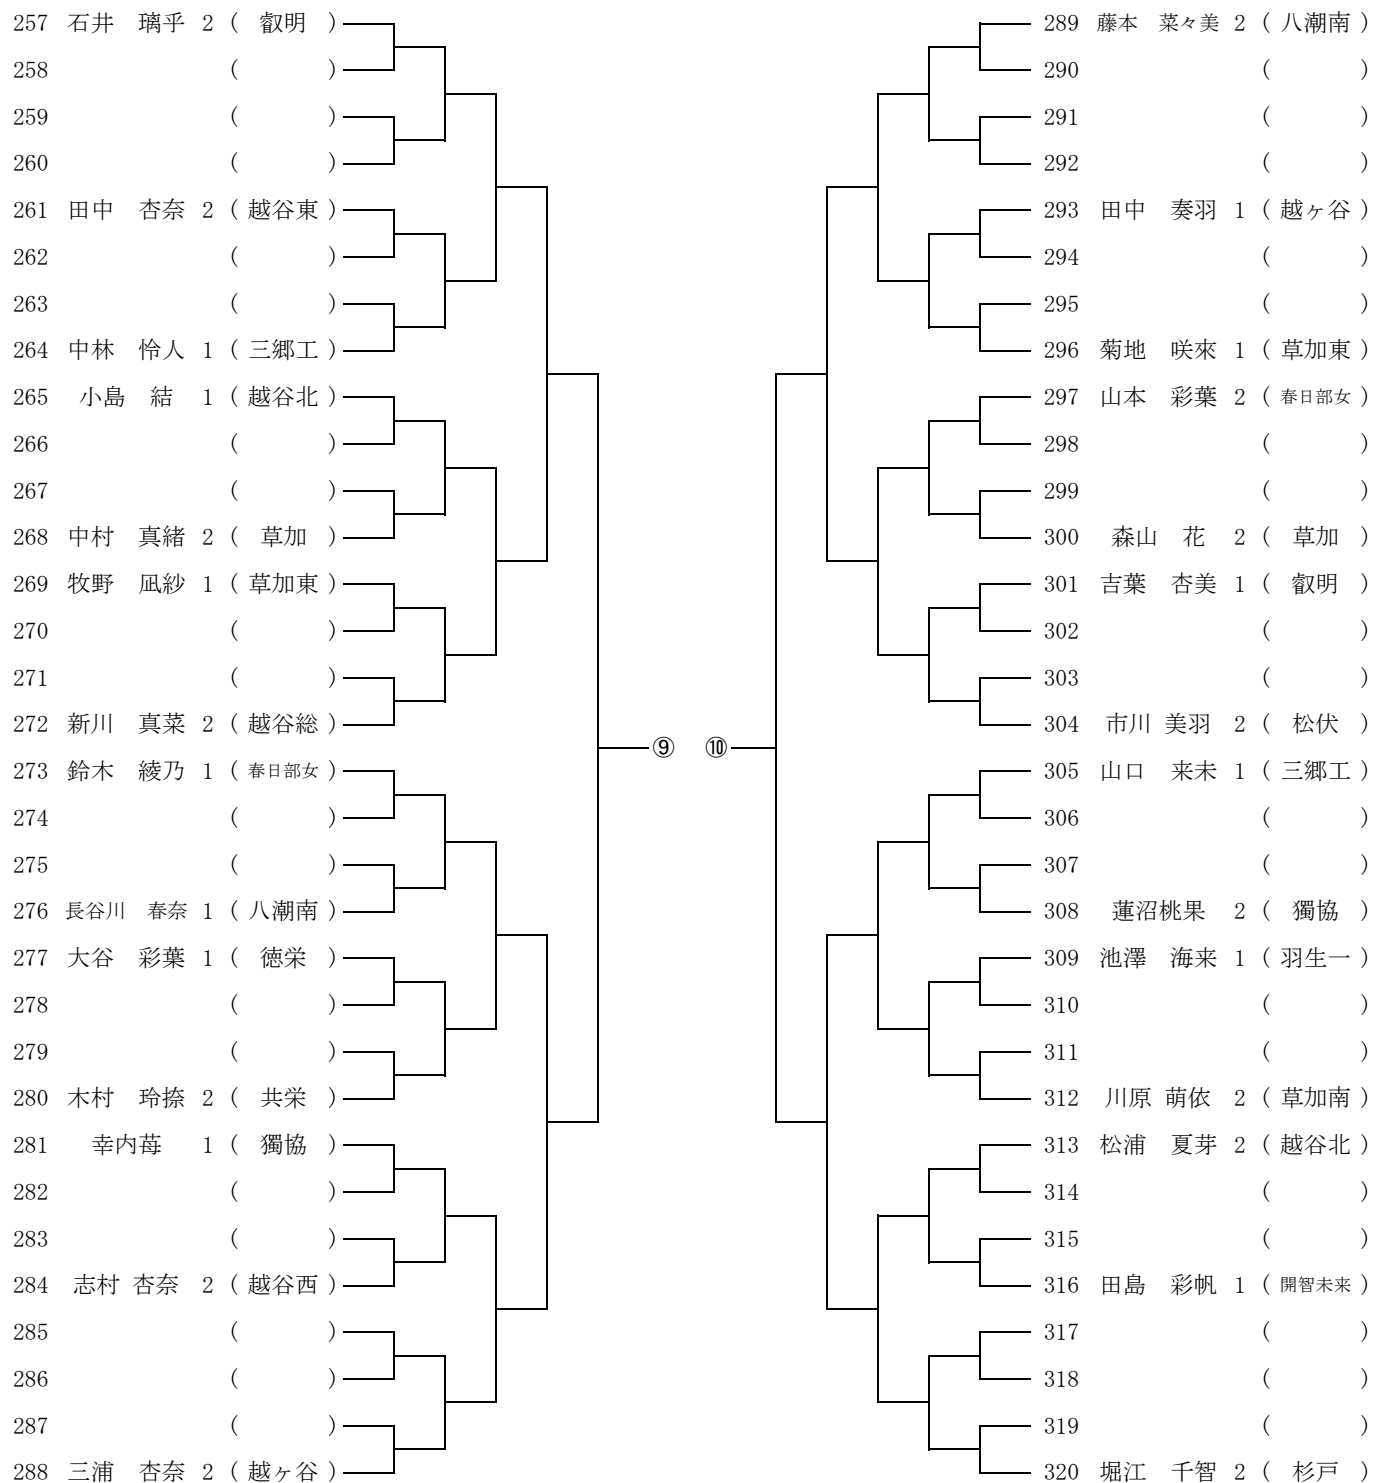 257 石井 璃乎 2 ( 叡明 )
258 ( )
259 ( )
260 ( )
261 田中 杏奈 2 ( 越谷東 )
262 ( )
263 ( )
264 中林 怜人 1 ( 三郷工 )
265 小島 結 1 ( 越谷北 )
266 ( )
267 ( )
268 中村 真緒 2 ( 草加 )
269 牧野 凪紗 1 ( 草加東 )
270 ( )
271 ( )
272 新川 真菜 2 ( 越谷総 )
273 鈴木 綾乃 1 ( 春日部女 )
274 ( )
275 ( )
276 長谷川 春奈 1 ( 八潮南 )
277 大谷 彩葉 1 ( 徳栄 )
278 ( )
279 ( )
280 木村 玲捺 2 ( 共栄 )
281 幸内苺 1 ( 獨協 )
282 ( )
283 ( )
284 志村 杏奈 2 ( 越谷西 )
285 ( )
286 ( )
287 ( )
288 三浦 杏奈 2 ( 越ヶ谷 )
⑨ ⑩
289 藤本 菜々美 2 ( 八潮南 )
290 ( )
291 ( )
292 ( )
293 田中 奏羽 1 ( 越ヶ谷 )
294 ( )
295 ( )
296 菊地 咲來 1 ( 草加東 )
297 山本 彩葉 2 ( 春日部女 )
298 ( )
299 ( )
300 森山 花 2 ( 草加 )
301 吉葉 杏美 1 ( 叡明 )
302 ( )
303 ( )
304 市川 美羽 2 ( 松伏 )
305 山口 来未 1 ( 三郷工 )
306 ( )
307 ( )
308 蓮沼桃果 2 ( 獨協 )
309 池澤 海来 1 ( 羽生一 )
310 ( )
311 ( )
312 川原 萌依 2 ( 草加南 )
313 松浦 夏芽 2 ( 越谷北 )
314 ( )
315 ( )
316 田島 彩帆 1 ( 開智未来 )
317 ( )
318 ( )
319 ( )
320 堀江 千智 2 ( 杉戸 )